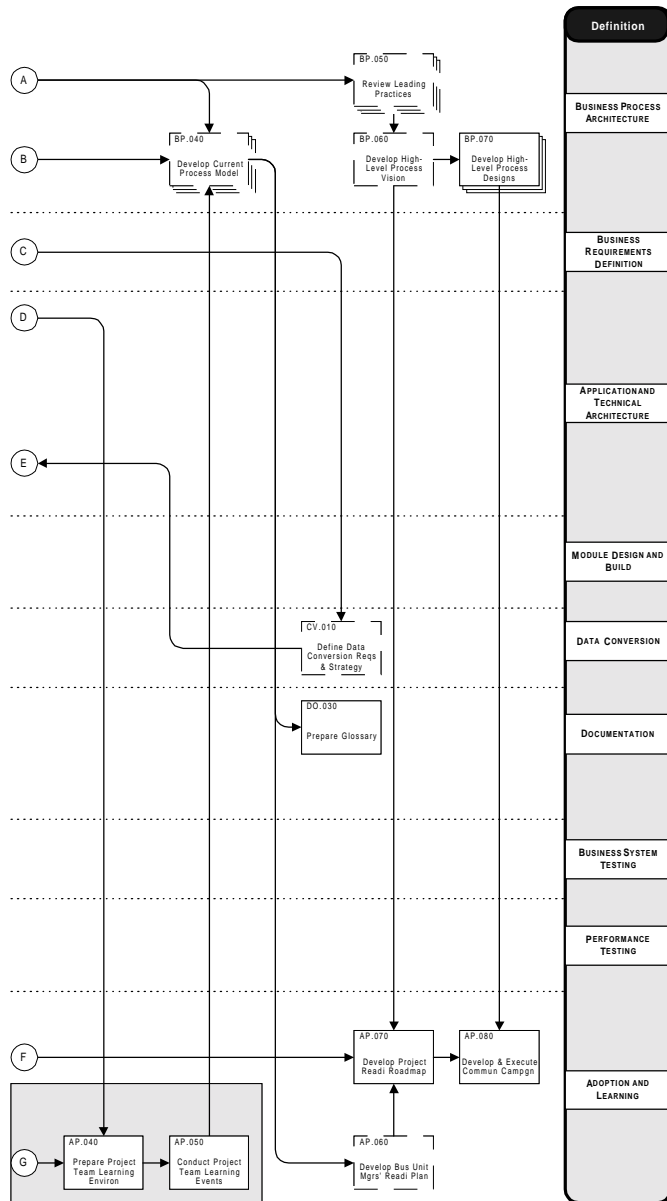 Definition
A
BP.050
Review Leading
Practices
BUSINESS PROCESS
ARCHITECTURE
B
BP.040
Develop Current
Process Model
BP.060
Develop High-
Level Process
Vision
BP.070
Develop High-
Level Process
Designs
C
BUSINESS
REQUIREMENTS
DEFINITION
D
APPLICATION AND
TECHNICAL
ARCHITECTURE
E
MODULE DESIGN AND
BUILD
CV.010
Define Data
Conversion Reqs
& Strategy
DATA CONVERSION
DO.030
Prepare Glossary
DOCUMENTATION
BUSINESS SYSTEM
TESTING
PERFORMANCE
TESTING
F
AP.070
Develop Project
Readi Roadmap
AP.080
Develop & Execute
Commun Campgn
ADOPTION AND
LEARNING
G
AP.040
Prepare Project
Team Learning
Environ
AP.050
Conduct Project
Team Learning
Events
AP.060
Develop Bus Unit
Mgrs' Readi Plan